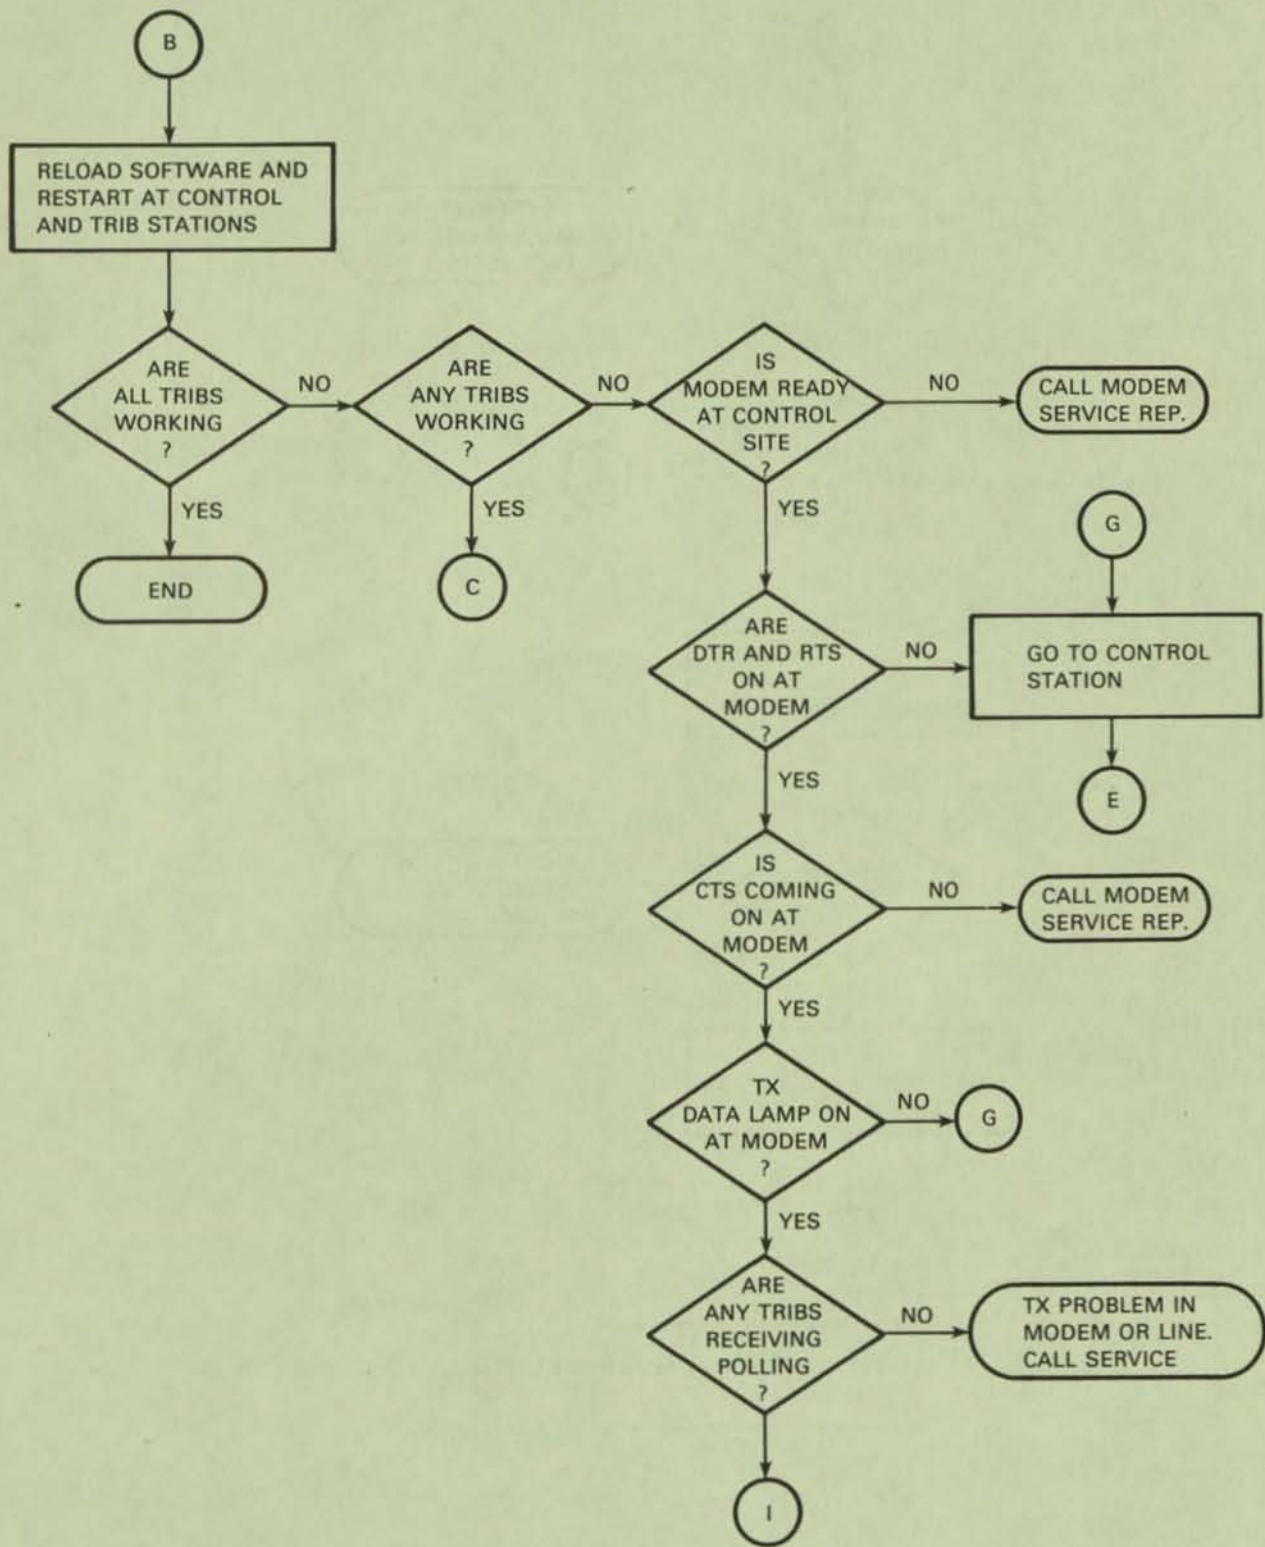 B
RELOAD SOFTWARE AND
RESTART AT CONTROL
AND TRIB STATIONS
ARE
ALL TRIBS
WORKING
?
NO
YES
END
ARE
ANY TRIBS
WORKING
?
NO
YES
C
IS
MODEM READY
AT CONTROL
SITE
?
NO
CALL MODEM
SERVICE REP.
YES
G
ARE
DTR AND RTS
ON AT
MODEM
?
NO
GO TO CONTROL
STATION
E
YES
IS
CTS COMING
ON AT
MODEM
?
NO
CALL MODEM
SERVICE REP.
YES
TX
DATA LAMP ON
AT MODEM
?
NO
G
YES
ARE
ANY TRIBS
RECEIVING
POLLING
?
NO
TX PROBLEM IN
MODEM OR LINE.
CALL SERVICE
I